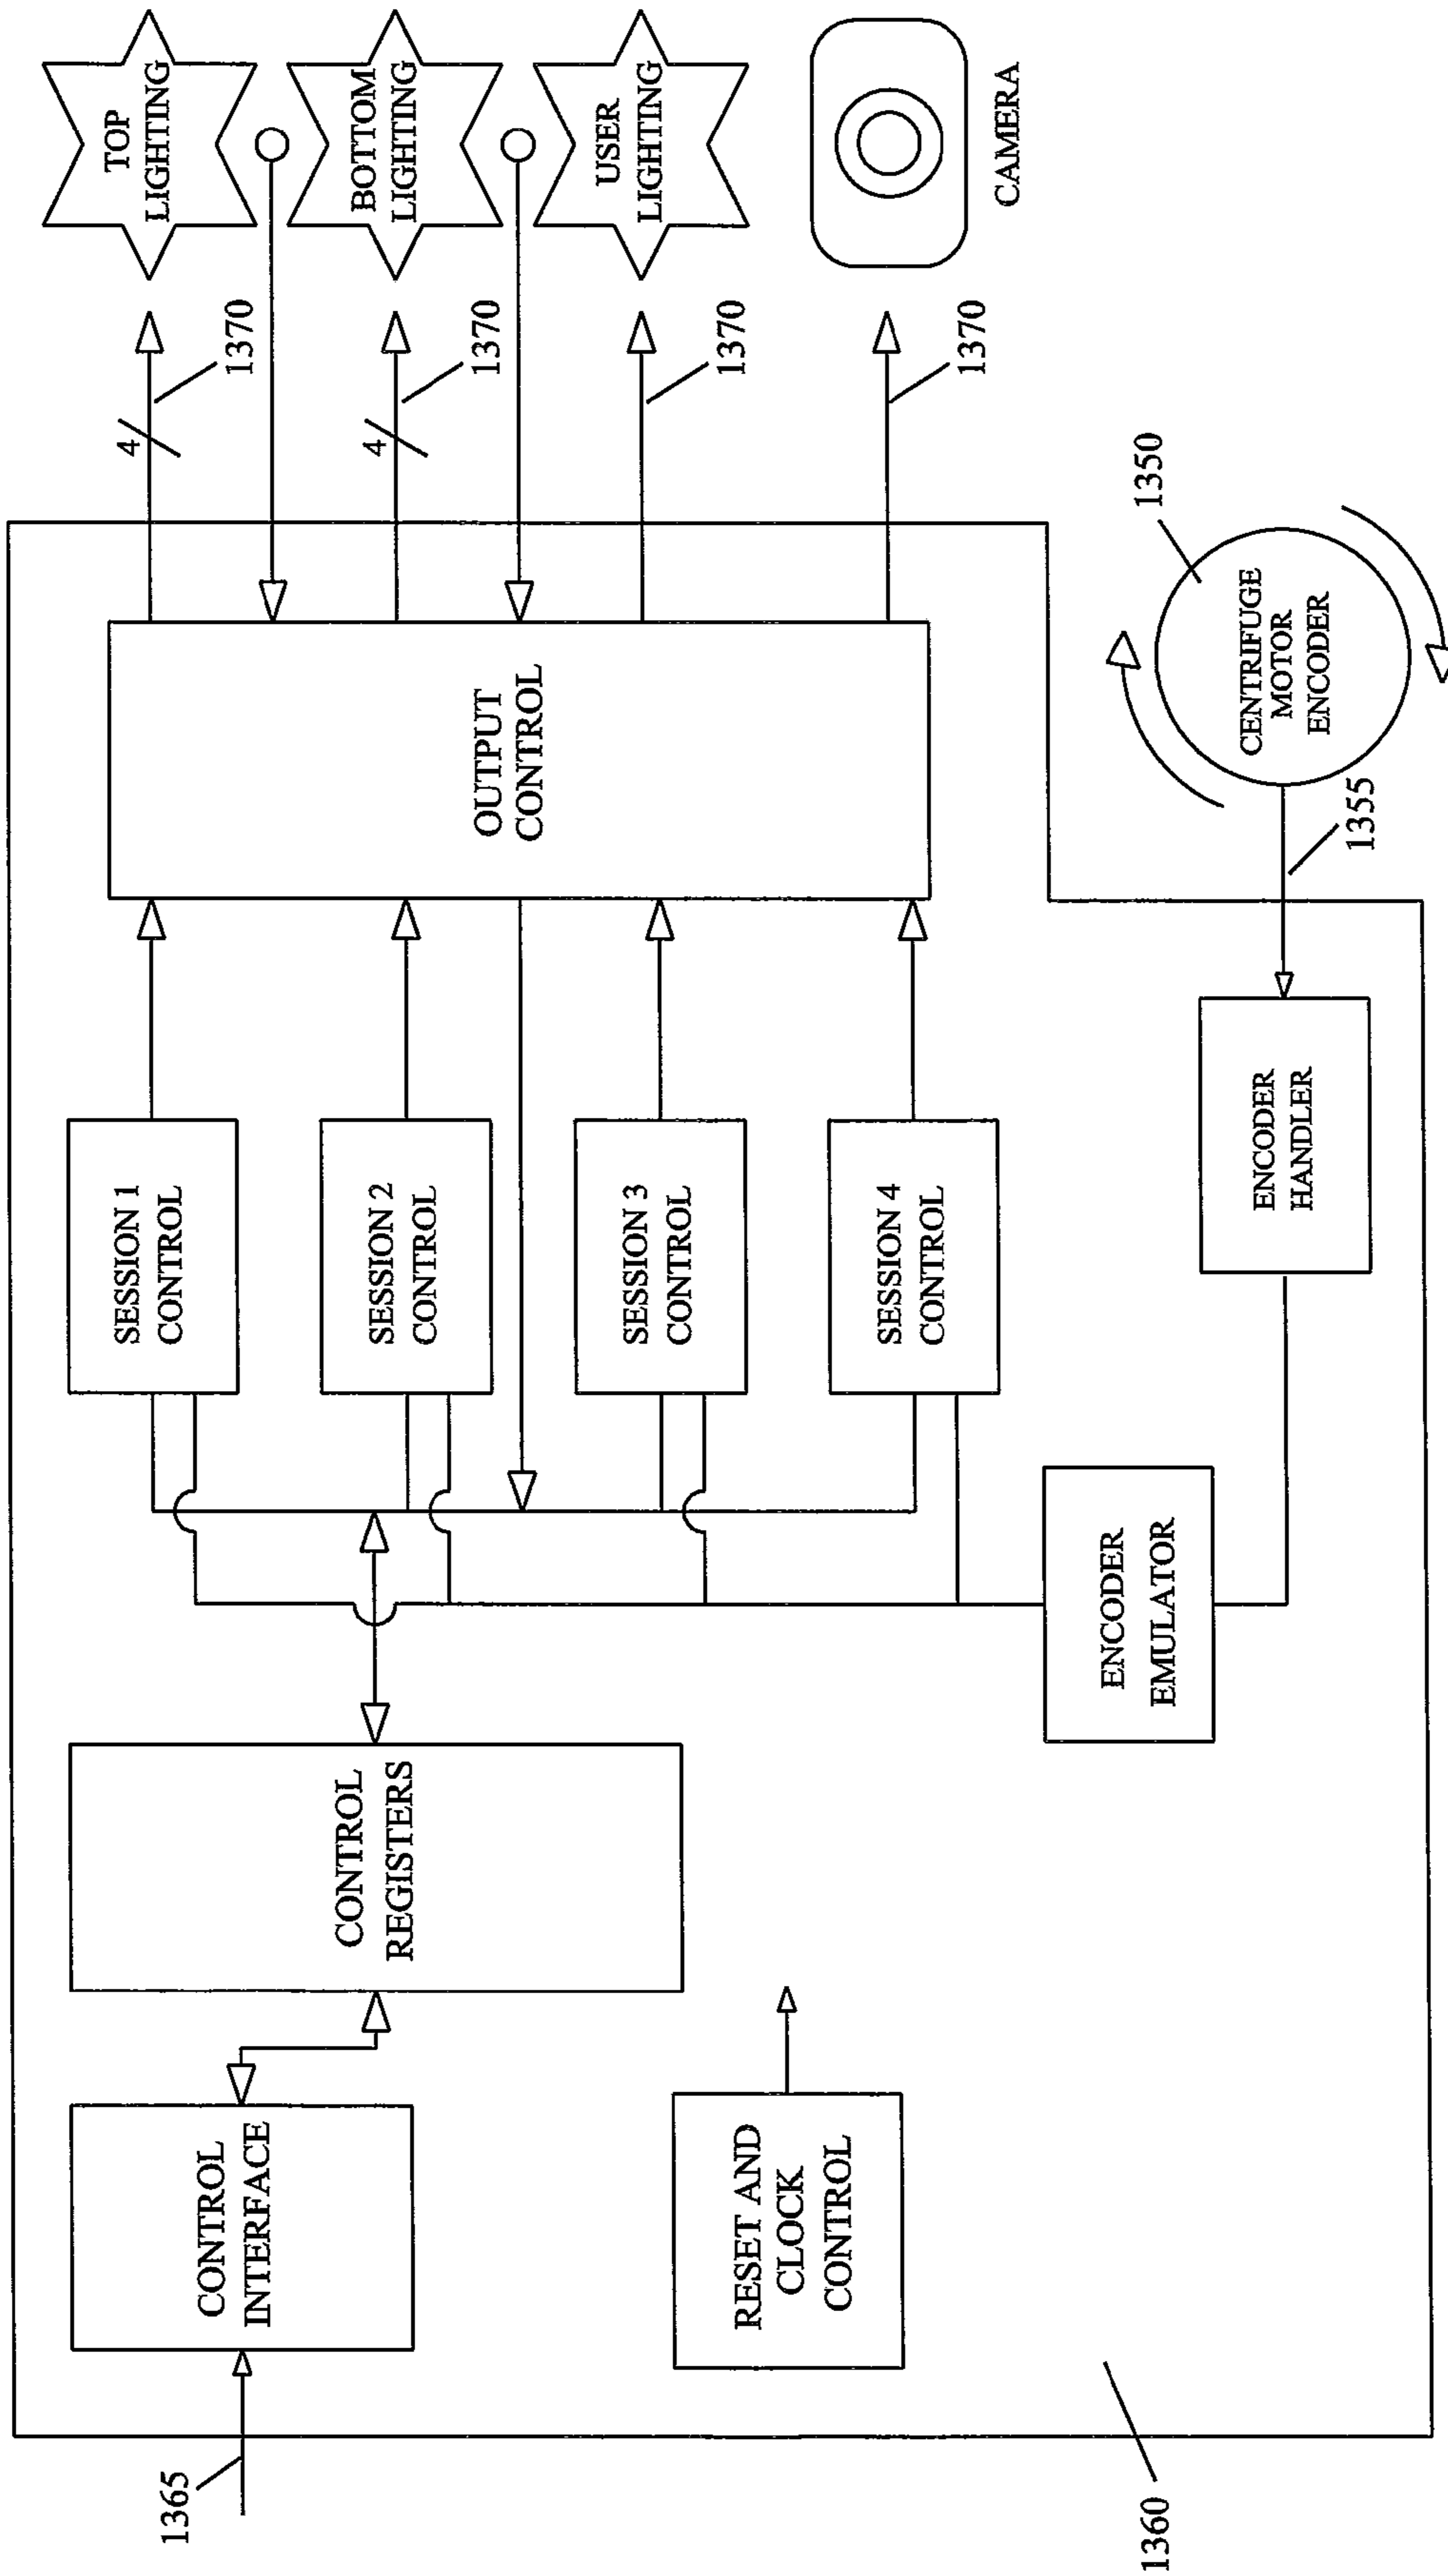 1365
CONTROL
INTERFACE
CONTROL
REGISTERS
RESET AND
CLOCK
CONTROL
1360
SESSION 1
CONTROL
SESSION 2
CONTROL
SESSION 3
CONTROL
SESSION 4
CONTROL
ENCODER
EMULATOR
ENCODER
HANDLER
OUTPUT
CONTROL
4
1370
TOP
LIGHTING
4
1370
BOTTOM
LIGHTING
1370
USER
LIGHTING
1370
CAMERA
1350
CENTRIFUGE
MOTOR
ENCODER
1355